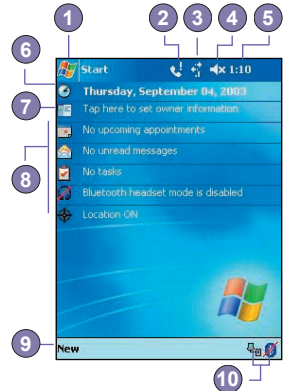 1 2 3 4 5
6 Start 1:10
Thursday, September 04, 2003
7 Tap here to set owner information
No upcoming appointments
No unread messages
8 No tasks
Bluetooth headset mode is disabled
Location ON
9 New
10